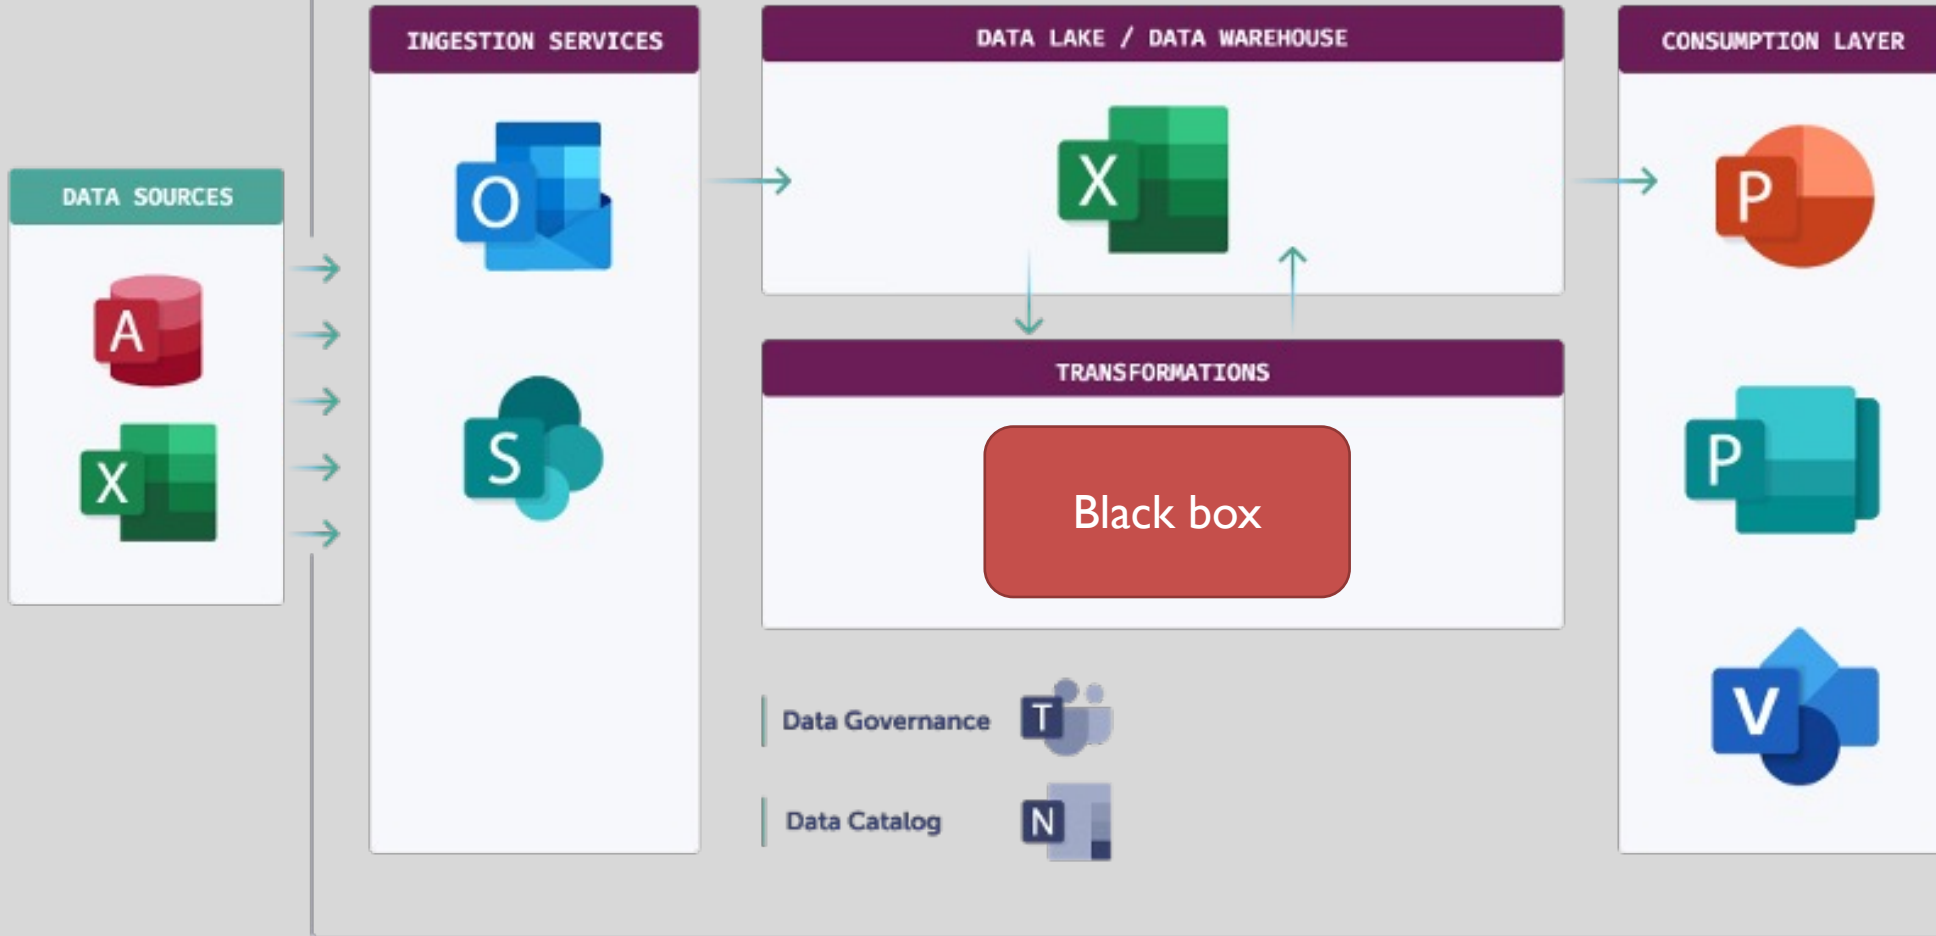 DATA SOURCES
A
X
INGESTION SERVICES
O
S
DATA LAKE / DATA WAREHOUSE
X
TRANSFORMATIONS
Black box
Data Governance
T
Data Catalog
N
CONSUMPTION LAYER
P
P
V